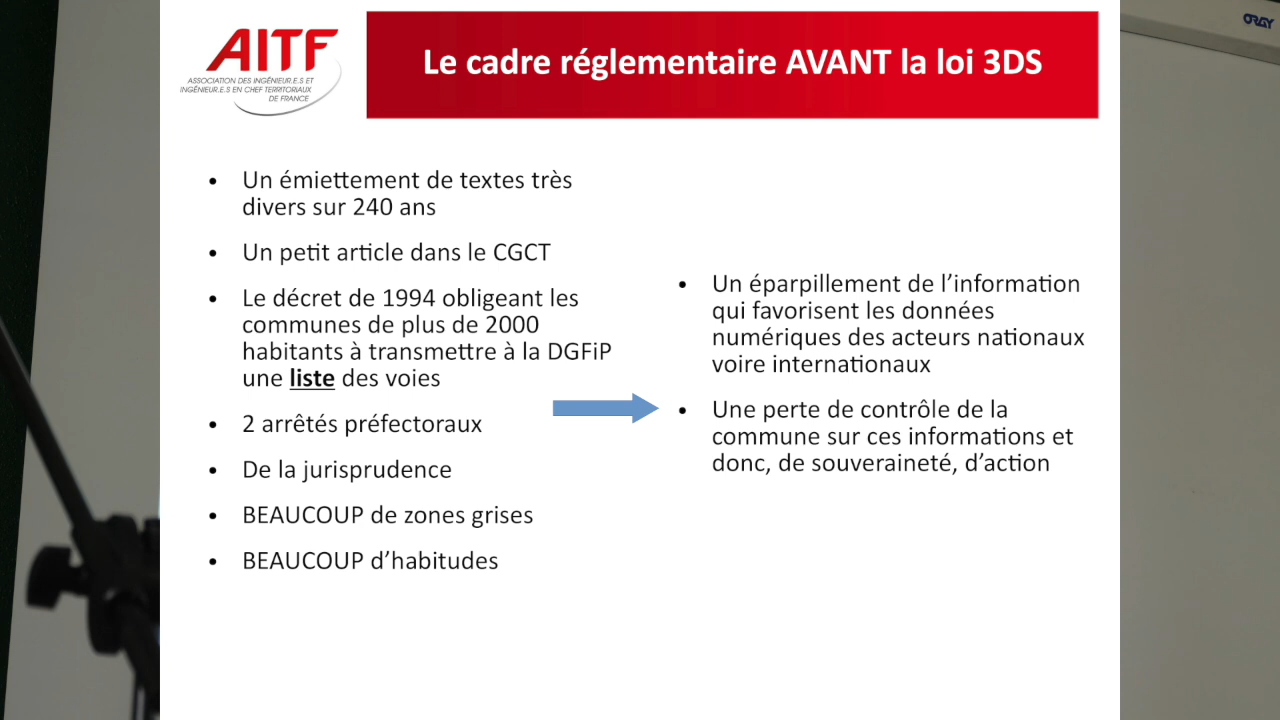 AITF
ASSOCIATION DES INGÉNIEUR.E.S ET
INGÉNIEUR.E.S EN CHEF TERRITORIAUX
DE FRANCE
Le cadre réglementaire AVANT la loi 3DS
• Un émiettement de textes très
divers sur 240 ans
• Un petit article dans le CGCT
• Le décret de 1994 obligeant les
communes de plus de 2000
habitants à transmettre à la DGFiP
une liste des voies
• 2 arrêtés préfectoraux
• De la jurisprudence
• BEAUCOUP de zones grises
• BEAUCOUP d’habitudes
• Un éparpillement de l’information
qui favorisent les données
numériques des acteurs nationaux
voire internationaux
• Une perte de contrôle de la
commune sur ces informations et
donc, de souveraineté, d’action
ORAY